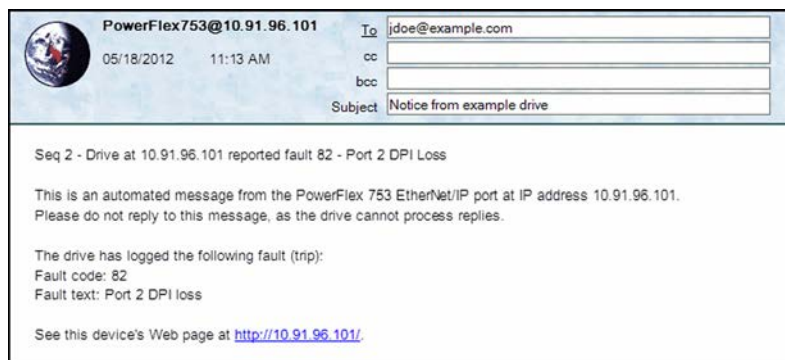 PowerFlex753@10.91.96.101
05/18/2012 11:13 AM
To jdoe@example.com
cc
bcc
Subject Notice from example drive
Seq 2 - Drive at 10.91.96.101 reported fault 82 - Port 2 DPI Loss
This is an automated message from the PowerFlex 753 EtherNet/IP port at IP address 10.91.96.101.
Please do not reply to this message, as the drive cannot process replies.
The drive has logged the following fault (trip):
Fault code: 82
Fault text: Port 2 DPI loss
See this device's Web page at http://10.91.96.101/.